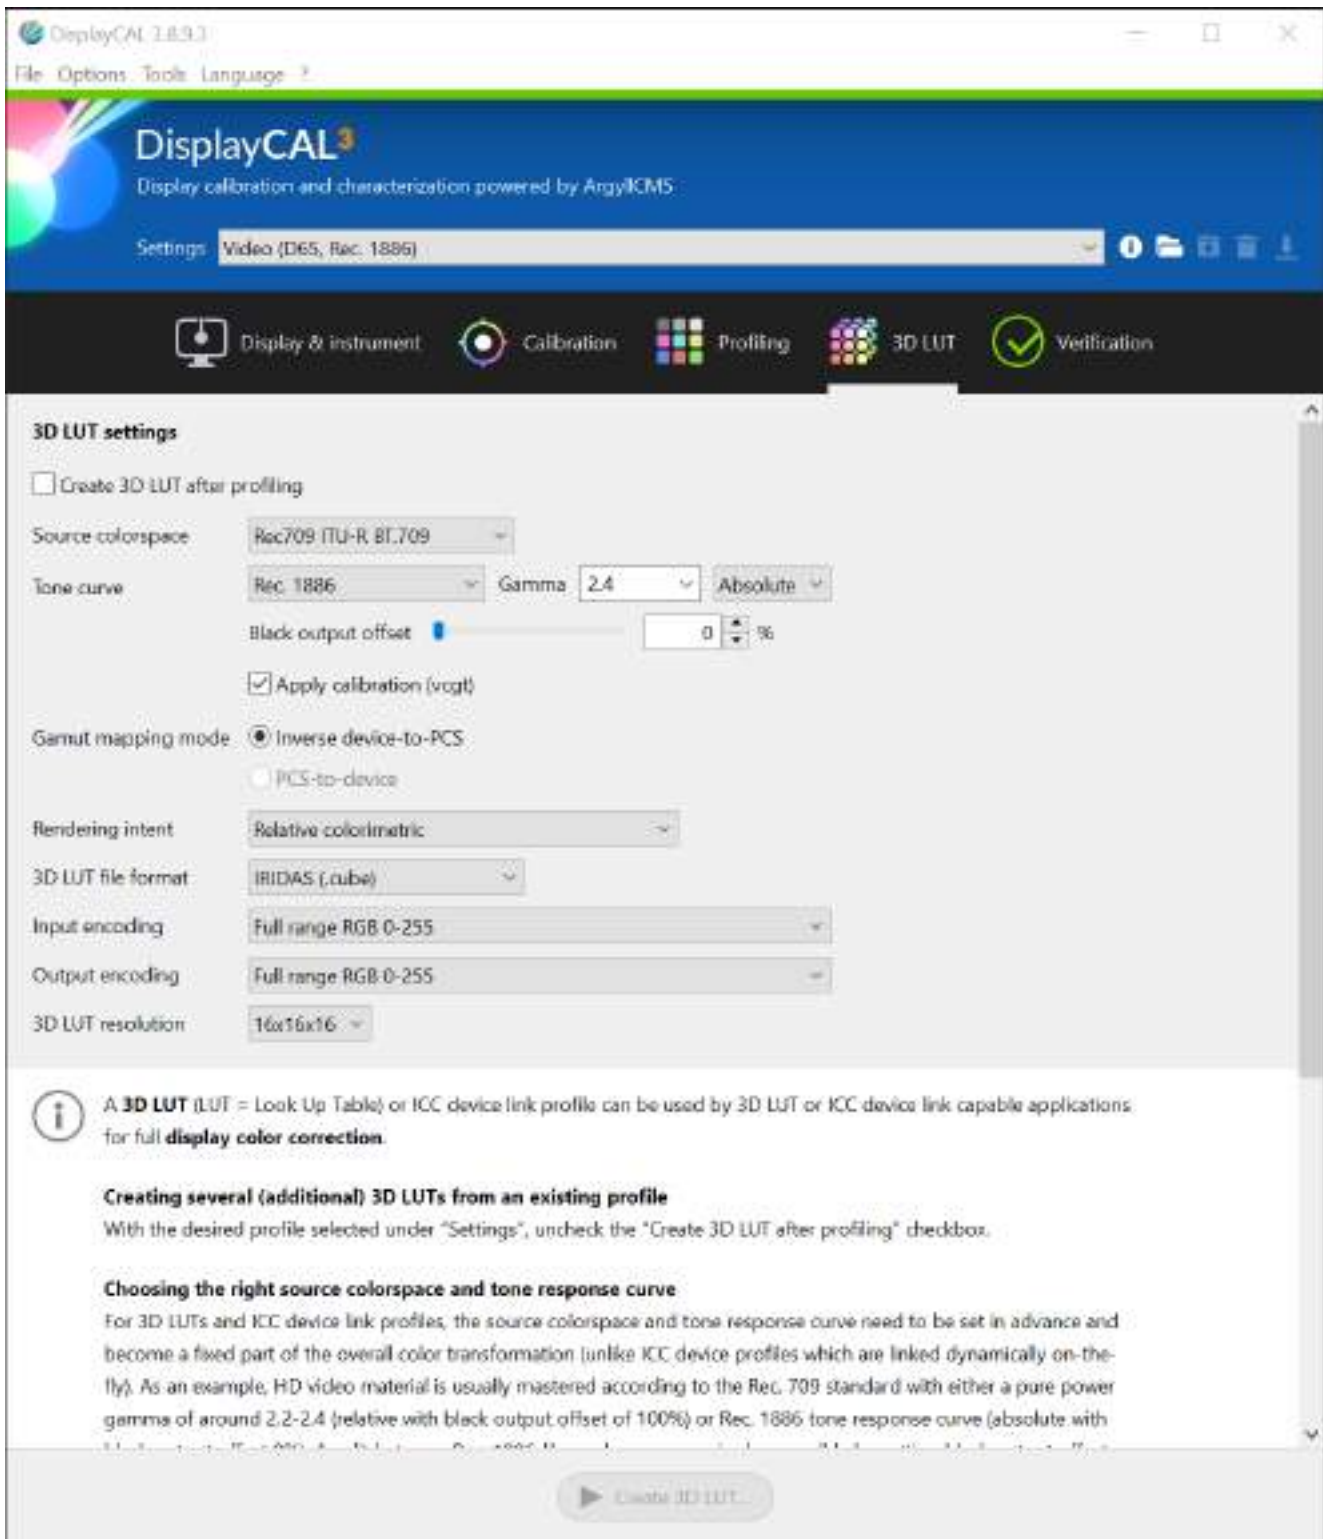 DisplayCAL 3.8.9.3
File Options Tools Language ?
DisplayCAL3
Display calibration and characterization powered by ArgyllCMS
Settings Video (D65, Rec. 1886)
Display & instrument Calibration Profiling 3D LUT Verification
3D LUT settings
Create 3D LUT after profiling
Source colorspace Rec709 ITU-R BT.709
Tone curve Rec. 1886 Gamma 2.4 Absolute
Black output offset 0 %
Apply calibration (vcgt)
Gamut mapping mode Inverse device-to-PCS
PCS-to-device
Rendering intent Relative colorimetric
3D LUT file format IRIDAS (.cube)
Input encoding Full range RGB 0-255
Output encoding Full range RGB 0-255
3D LUT resolution 16x16x16
A 3D LUT (LUT = Look Up Table) or ICC device link profile can be used by 3D LUT or ICC device link capable applications
for full display color correction.
Creating several (additional) 3D LUTs from an existing profile
With the desired profile selected under "Settings", uncheck the "Create 3D LUT after profiling" checkbox.
Choosing the right source colorspace and tone response curve
For 3D LUTs and ICC device link profiles, the source colorspace and tone response curve need to be set in advance and
become a fixed part of the overall color transformation (unlike ICC device profiles which are linked dynamically on-the-
fly). As an example, HD video material is usually mastered according to the Rec. 709 standard with either a pure power
gamma of around 2.2-2.4 (relative with black output offset of 100%) or Rec. 1886 tone response curve (absolute with
Create 3D LUT...